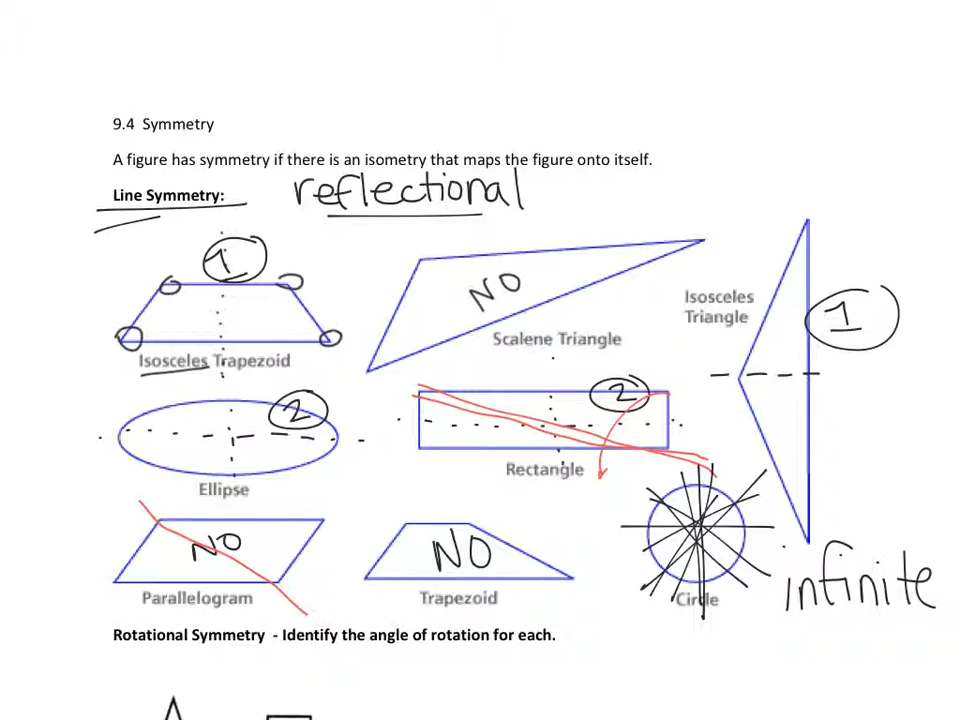 9.4 Symmetry
A figure has symmetry if there is an isometry that maps the figure onto itself.
Line Symmetry: reflectional
1
NO
Isosceles
Triangle
1
Scalene Triangle
Isosceles Trapezoid
2
2
Rectangle
Ellipse
NO
NO
Parallelogram
Trapezoid
Circle
infinite
Rotational Symmetry - Identify the angle of rotation for each.